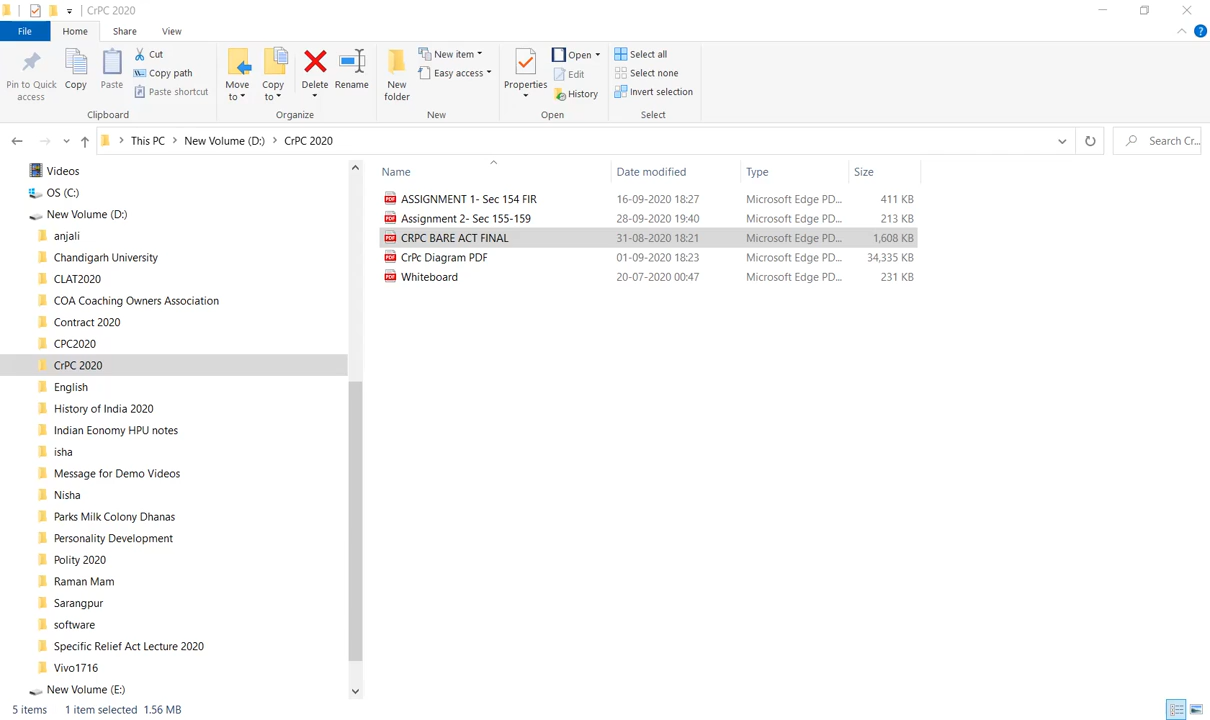 CrPC 2020
File Home Share View
Pin to Quick access
Copy
Paste
Cut
Copy path
Paste shortcut
Clipboard
Move to
Copy to
Delete
Rename
Organize
New folder
New item
Easy access
New
Properties
Open
Edit
History
Open
Select all
Select none
Invert selection
Select
This PC > New Volume (D:) > CrPC 2020
Search Cr...
Videos
OS (C:)
New Volume (D:)
anjali
Chandigarh University
CLAT2020
COA Coaching Owners Association
Contract 2020
CPC2020
CrPC 2020
English
History of India 2020
Indian Eonomy HPU notes
isha
Message for Demo Videos
Nisha
Parks Milk Colony Dhanas
Personality Development
Polity 2020
Raman Mam
Sarangpur
software
Specific Relief Act Lecture 2020
Vivo1716
New Volume (E:)
Name Date modified Type Size
PDF ASSIGNMENT 1- Sec 154 FIR 16-09-2020 18:27 Microsoft Edge PD... 411 KB
PDF Assignment 2- Sec 155-159 28-09-2020 19:40 Microsoft Edge PD... 213 KB
PDF CRPC BARE ACT FINAL 31-08-2020 18:21 Microsoft Edge PD... 1,608 KB
PDF CrPc Diagram PDF 01-09-2020 18:23 Microsoft Edge PD... 34,335 KB
PDF Whiteboard 20-07-2020 00:47 Microsoft Edge PD... 231 KB
5 items 1 item selected 1.56 MB